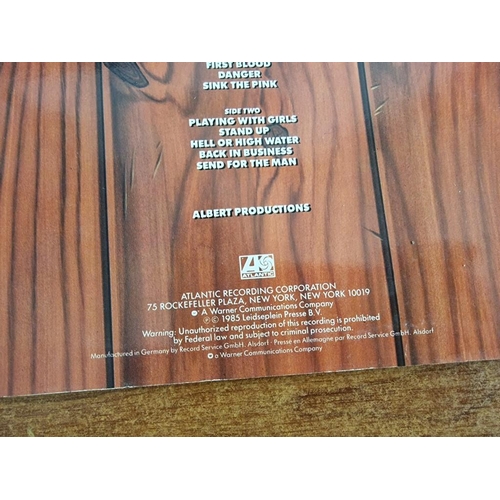 FIRST BLOOD
DANGER
SINK THE PINK
SIDE TWO
PLAYING WITH GIRLS
STAND UP
HELL OR HIGH WATER
BACK IN BUSINESS
SEND FOR THE MAN
ALBERT PRODUCTIONS
ATLANTIC
ATLANTIC RECORDING CORPORATION
75 ROCKEFELLER PLAZA, NEW YORK, NEW YORK 10019
A Warner Communications Company
℗ © 1985 Leidseplein Presse B.V.
Warning: Unauthorized reproduction of this recording is prohibited
by Federal law and subject to criminal prosecution.
Manufactured in Germany by Record Service GmbH. Alsdorf · Pressé en Allemagne par Record Service GmbH. Alsdorf
a Warner Communications Company